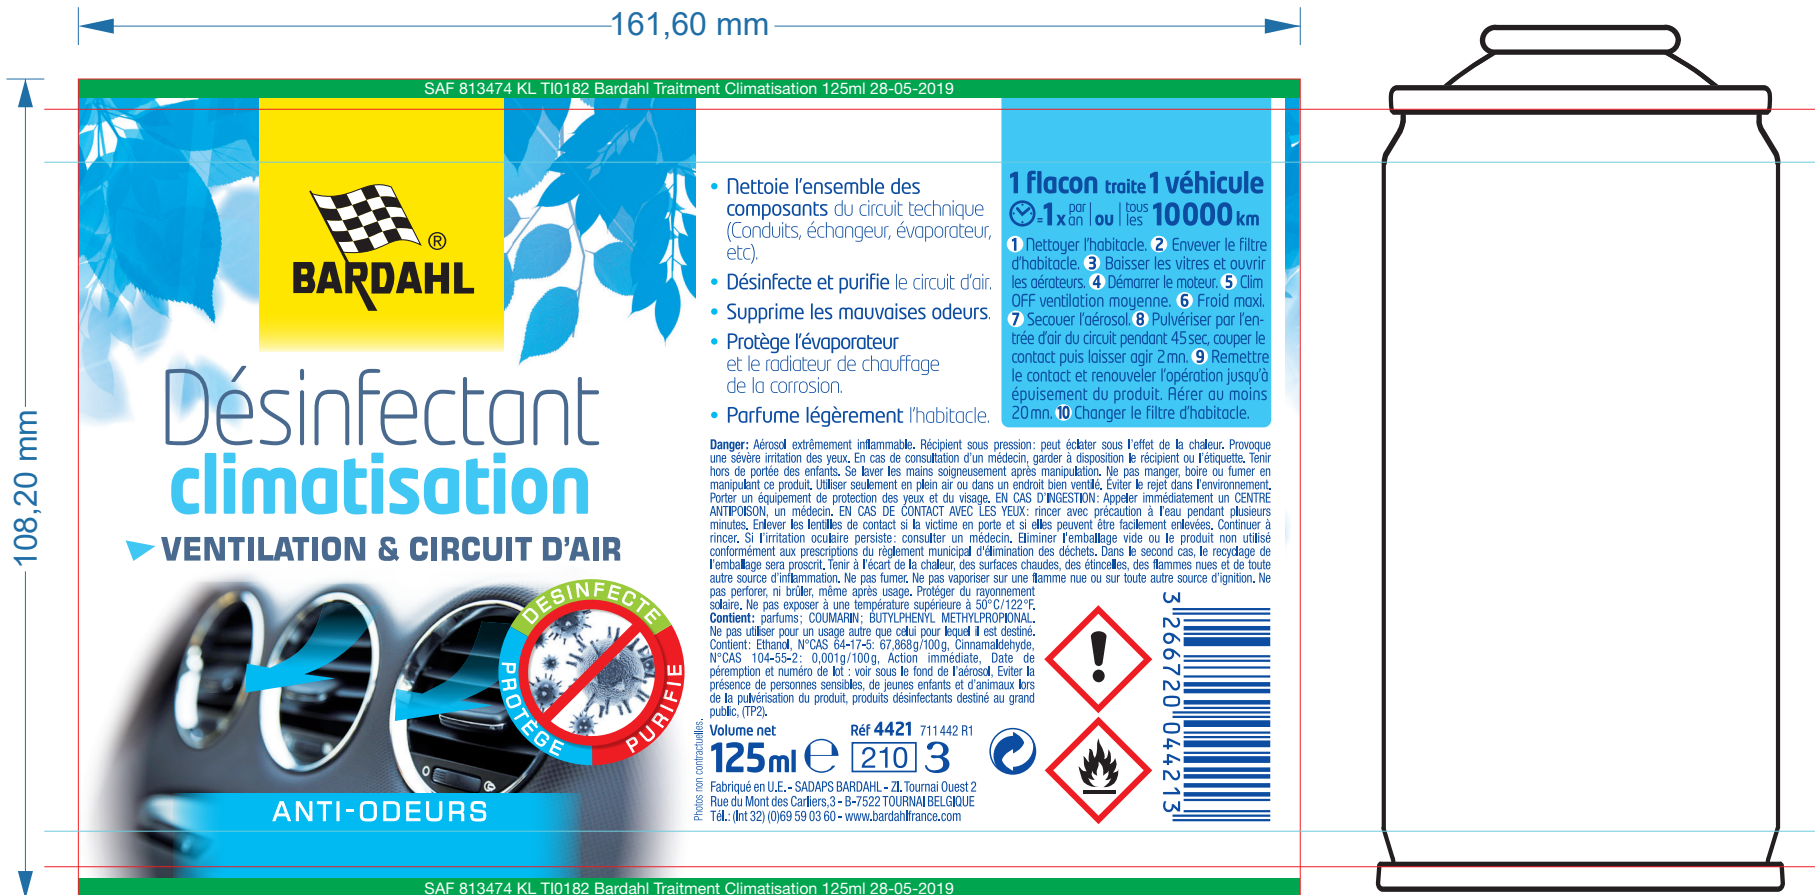 161,60 mm
108,20 mm
SAF 813474 KL TI0182 Bardahl Traitment Climatisation 125ml 28-05-2019
BARDAHL®
Désinfectant
climatisation
VENTILATION & CIRCUIT D'AIR
DESINFECTE
PROTÈGE
PURIFIE
ANTI-ODEURS
• Nettoie l'ensemble des
composants du circuit technique
(Conduits, échangeur, évaporateur,
etc).
• Désinfecte et purifie le circuit d'air.
• Supprime les mauvaises odeurs.
• Protège l'évaporateur
et le radiateur de chauffage
de la corrosion.
• Parfume légèrement l'habitacle.
1 flacon traite 1 véhicule
=1x par an | ou | tous les 10000 km
1 Nettoyer l'habitacle. 2 Envever le filtre
d'habitacle. 3 Baisser les vitres et ouvrir
les aérateurs. 4 Démarrer le moteur. 5 Clim
OFF ventilation moyenne. 6 Froid maxi.
7 Secouer l'aérosol. 8 Pulvériser par l'en-
trée d'air du circuit pendant 45sec, couper le
contact puis laisser agir 2mn. 9 Remettre
le contact et renouveler l'opération jusqu'à
épuisement du produit. Aérer au moins
20mn. 10 Changer le filtre d'habitacle.
Danger: Aérosol extrêmement inflammable. Récipient sous pression: peut éclater sous l'effet de la chaleur. Provoque
une sévère irritation des yeux. En cas de consultation d'un médecin, garder à disposition le récipient ou l'étiquette. Tenir
hors de portée des enfants. Se laver les mains soigneusement après manipulation. Ne pas manger, boire ou fumer en
manipulant ce produit. Utiliser seulement en plein air ou dans un endroit bien ventilé. Éviter le rejet dans l'environnement.
Porter un équipement de protection des yeux et du visage. EN CAS D'INGESTION: Appeler immédiatement un CENTRE
ANTIPOISON, un médecin. EN CAS DE CONTACT AVEC LES YEUX: rincer avec précaution à l'eau pendant plusieurs
minutes. Enlever les lentilles de contact si la victime en porte et si elles peuvent être facilement enlevées. Continuer à
rincer. Si l'irritation oculaire persiste: consulter un médecin. Eliminer l'emballage vide ou le produit non utilisé
conformément aux prescriptions du règlement municipal d'élimination des déchets. Dans le second cas, le recyclage de
l'emballage sera proscrit. Tenir à l'écart de la chaleur, des surfaces chaudes, des étincelles, des flammes nues et de toute
autre source d'inflammation. Ne pas fumer. Ne pas vaporiser sur une flamme nue ou sur toute autre source d'ignition. Ne
pas perforer, ni brûler, même après usage. Protéger du rayonnement
solaire. Ne pas exposer à une température supérieure à 50°C/122°F.
Contient: parfums; COUMARIN; BUTYLPHENYL METHYLPROPIONAL.
Ne pas utiliser pour un usage autre que celui pour lequel il est destiné.
Contient: Ethanol, N°CAS 64-17-5: 67,868g/100g, Cinnamaldehyde,
N°CAS 104-55-2: 0,001g/100g, Action immédiate, Date de
péremption et numéro de lot : voir sous le fond de l'aérosol, Eviter la
présence de personnes sensibles, de jeunes enfants et d'animaux lors
de la pulvérisation du produit, produits désinfectants destiné au grand
public, (TP2).
Photos non contractuelles.
Volume net
125ml e
Réf 4421 711442 R1
210 3
Fabriqué en U.E. - SADAPS BARDAHL - ZI. Tournai Ouest 2
Rue du Mont des Carliers,3 - B-7522 TOURNAI BELGIQUE
Tél.: (Int 32) (0)69 59 03 60 - www.bardahlfrance.com
3 266720 044213
SAF 813474 KL TI0182 Bardahl Traitment Climatisation 125ml 28-05-2019